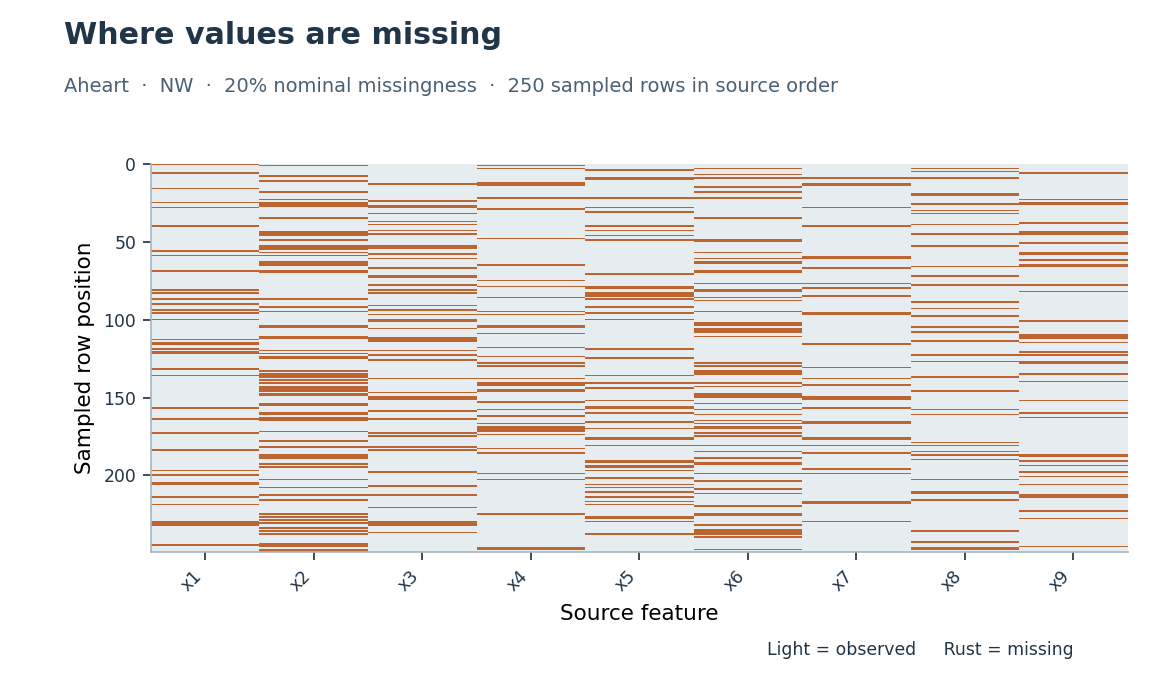 Where values are missing
Aheart · NW · 20% nominal missingness · 250 sampled rows in source order
0
50
100
150
200
Sampled row position
x1 x2 x3 x4 x5 x6 x7 x8 x9
Source feature
Light = observed Rust = missing